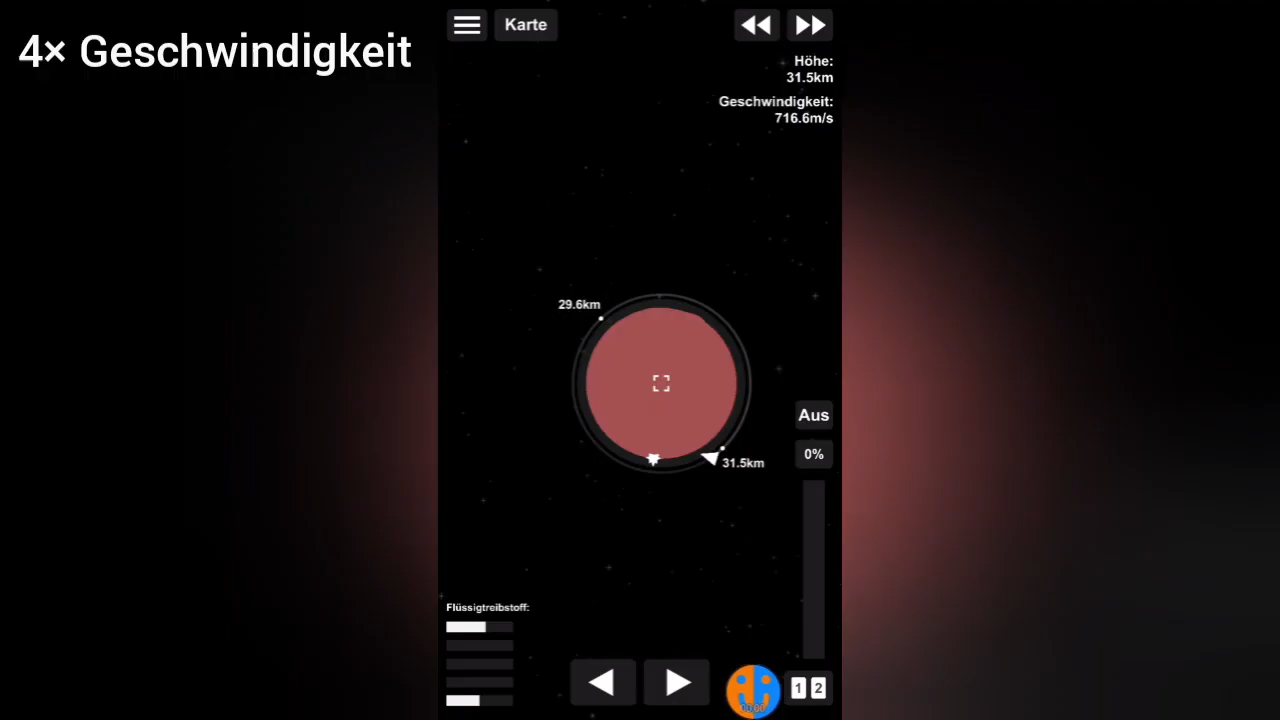 4× Geschwindigkeit
Karte
Höhe:
31.5km
Geschwindigkeit:
716.6m/s
29.6km
31.5km
Aus
0%
Flüssigtreibstoff:
1 2